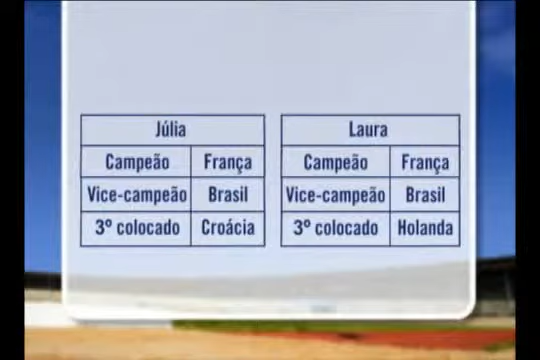 Júlia
Campeão França
Vice-campeão Brasil
3º colocado Croácia
Laura
Campeão França
Vice-campeão Brasil
3º colocado Holanda